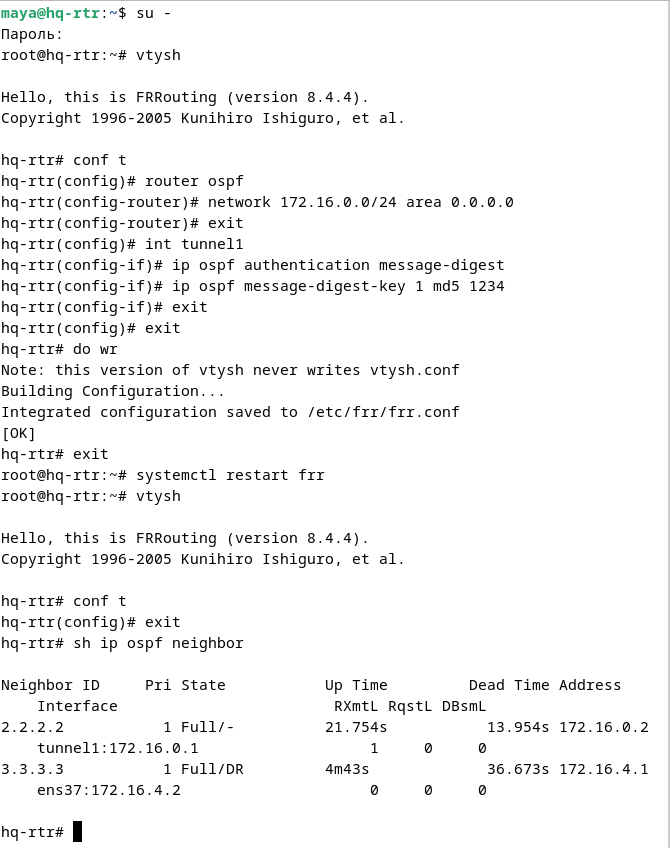 maya@hq-rtr:~$ su -
Пароль:
root@hq-rtr:~# vtysh
Hello, this is FRRouting (version 8.4.4).
Copyright 1996-2005 Kunihiro Ishiguro, et al.
hq-rtr# conf t
hq-rtr(config)# router ospf
hq-rtr(config-router)# network 172.16.0.0/24 area 0.0.0.0
hq-rtr(config-router)# exit
hq-rtr(config)# int tunnel1
hq-rtr(config-if)# ip ospf authentication message-digest
hq-rtr(config-if)# ip ospf message-digest-key 1 md5 1234
hq-rtr(config-if)# exit
hq-rtr(config)# exit
hq-rtr# do wr
Note: this version of vtysh never writes vtysh.conf
Building Configuration...
Integrated configuration saved to /etc/frr/frr.conf
[OK]
hq-rtr# exit
root@hq-rtr:~# systemctl restart frr
root@hq-rtr:~# vtysh
Hello, this is FRRouting (version 8.4.4).
Copyright 1996-2005 Kunihiro Ishiguro, et al.
hq-rtr# conf t
hq-rtr(config)# exit
hq-rtr# sh ip ospf neighbor
Neighbor ID     Pri State           Up Time         Dead Time Address
    Interface                        RXmtL RqstL DBsmL
2.2.2.2           1 Full/-          21.754s           13.954s 172.16.0.2
    tunnel1:172.16.0.1                   1     0     0
3.3.3.3           1 Full/DR         4m43s             36.673s 172.16.4.1
    ens37:172.16.4.2                     0     0     0
hq-rtr#